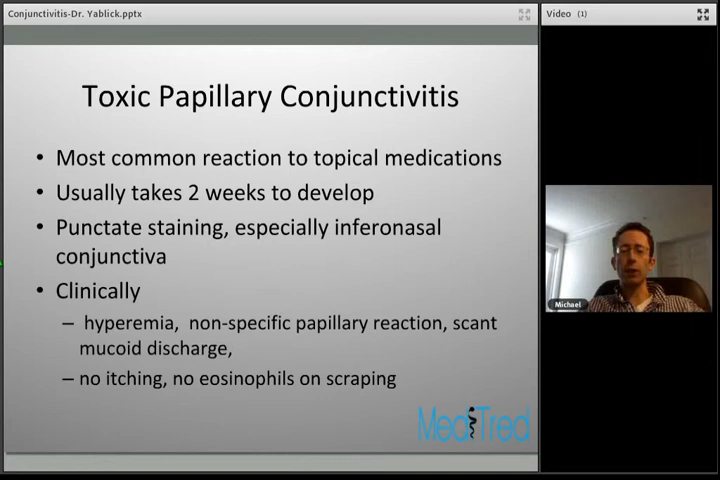 Conjunctivitis-Dr. Yablick.pptx
Video (1)
Toxic Papillary Conjunctivitis
• Most common reaction to topical medications
• Usually takes 2 weeks to develop
• Punctate staining, especially inferonasal
conjunctiva
• Clinically
– hyperemia, non-specific papillary reaction, scant
mucoid discharge,
– no itching, no eosinophils on scraping
MedTred
Michael